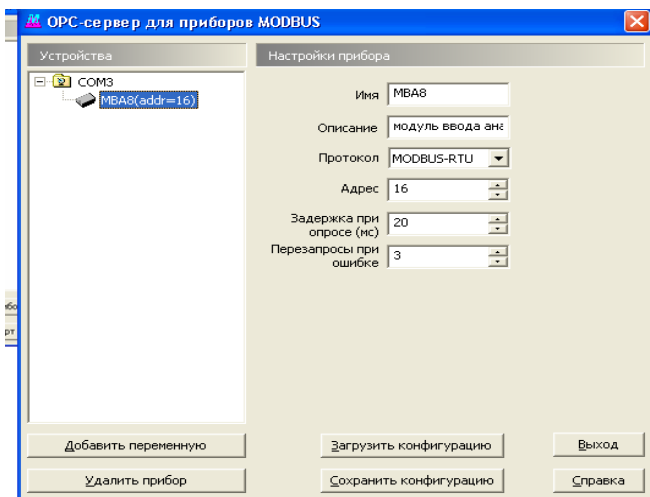 OPC-сервер для приборов MODBUS
Устройства
Настройки прибора
COM3
МВА8(addr=16)
Имя МВА8
Описание модуль ввода ана
Протокол MODBUS-RTU
Адрес 16
Задержка при
опросе (мс) 20
Перезапросы при
ошибке 3
Добавить переменную
Загрузить конфигурацию
Выход
Удалить прибор
Сохранить конфигурацию
Справка